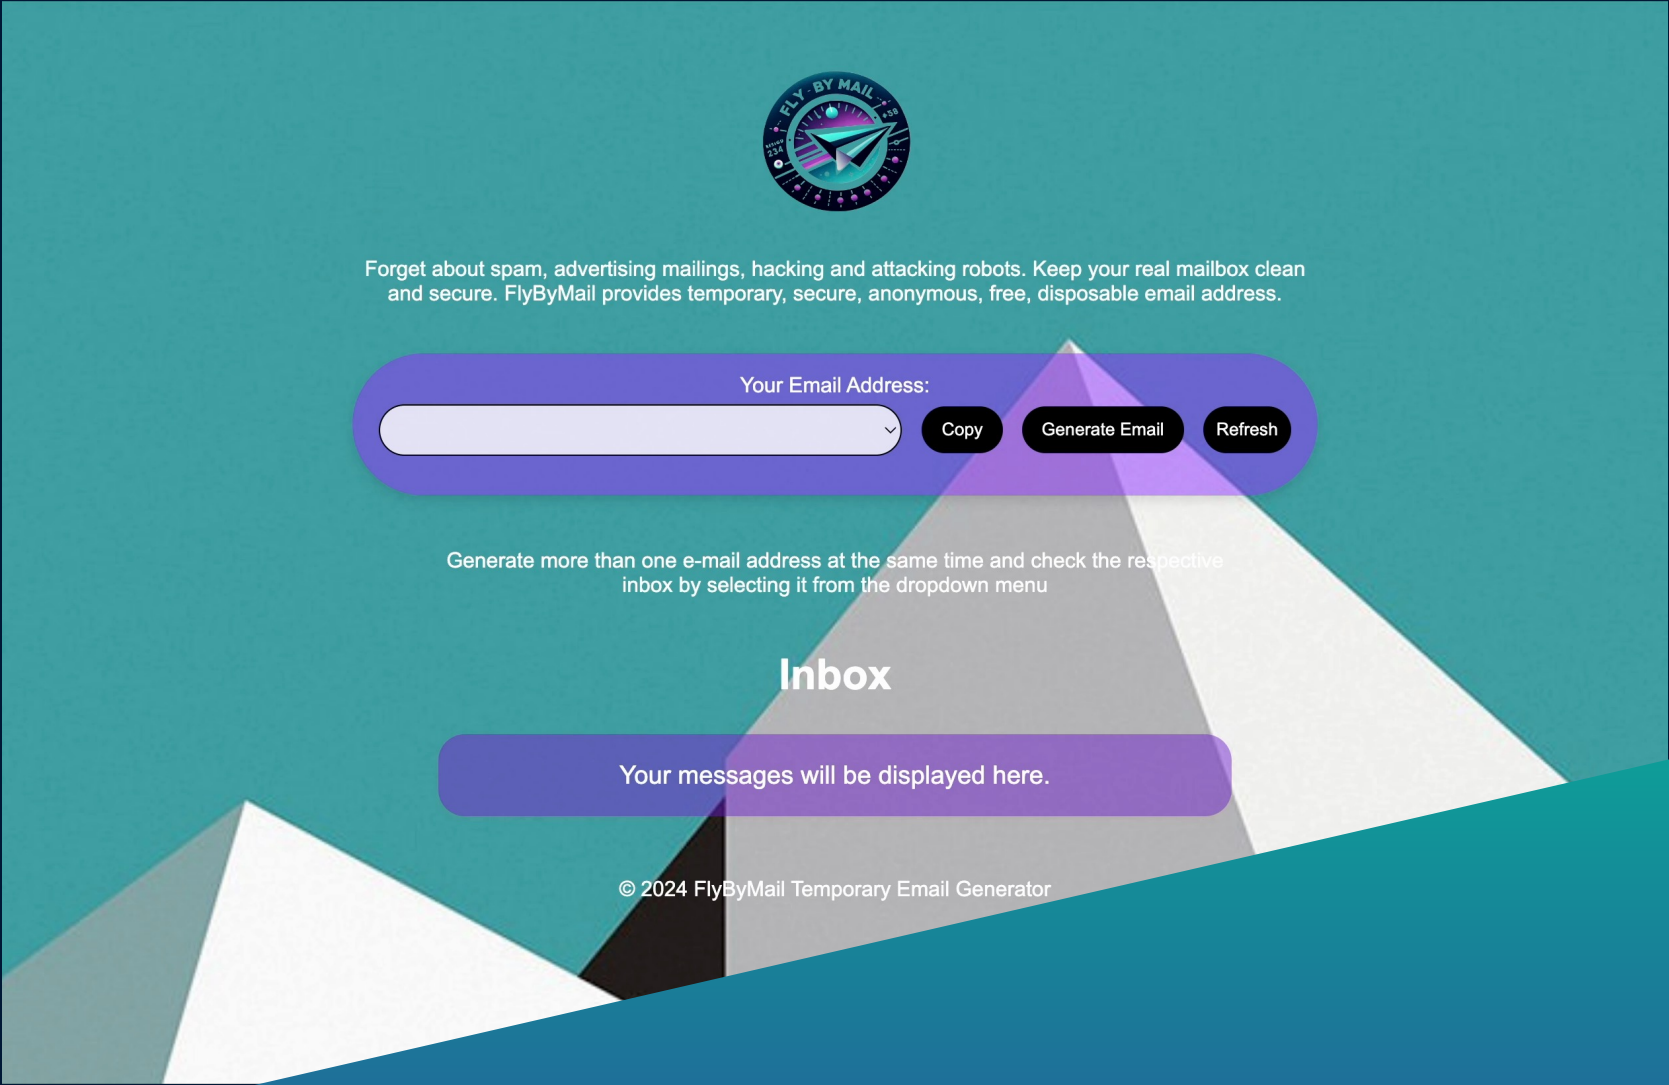 FLY-BY MAIL
+58
234
Forget about spam, advertising mailings, hacking and attacking robots. Keep your real mailbox clean
and secure. FlyByMail provides temporary, secure, anonymous, free, disposable email address.
Your Email Address:
Copy
Generate Email
Refresh
Generate more than one e-mail address at the same time and check the respective
inbox by selecting it from the dropdown menu
Inbox
Your messages will be displayed here.
© 2024 FlyByMail Temporary Email Generator